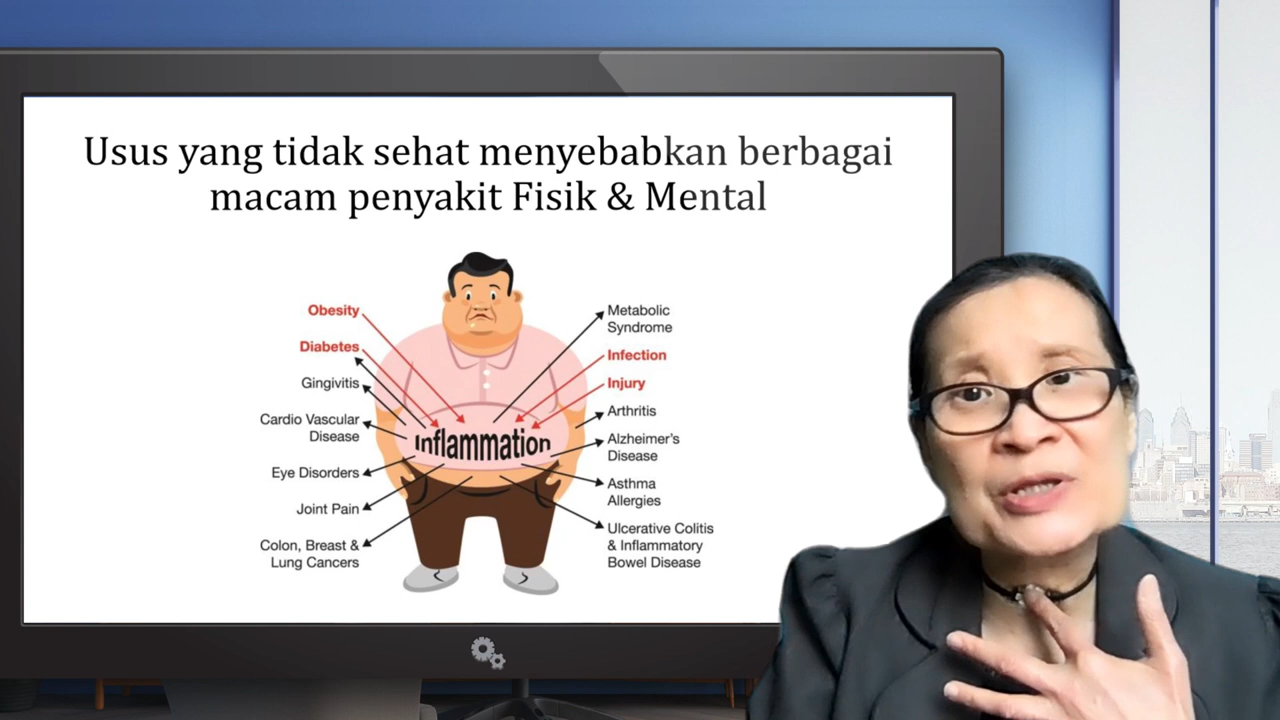 Usus yang tidak sehat menyebabkan berbagai
macam penyakit Fisik & Mental
Obesity
Diabetes
Gingivitis
Cardio Vascular
Disease
Eye Disorders
Joint Pain
Colon, Breast &
Lung Cancers
Inflammation
Metabolic
Syndrome
Infection
Injury
Arthritis
Alzheimer's
Disease
Asthma
Allergies
Ulcerative Colitis
& Inflammatory
Bowel Disease